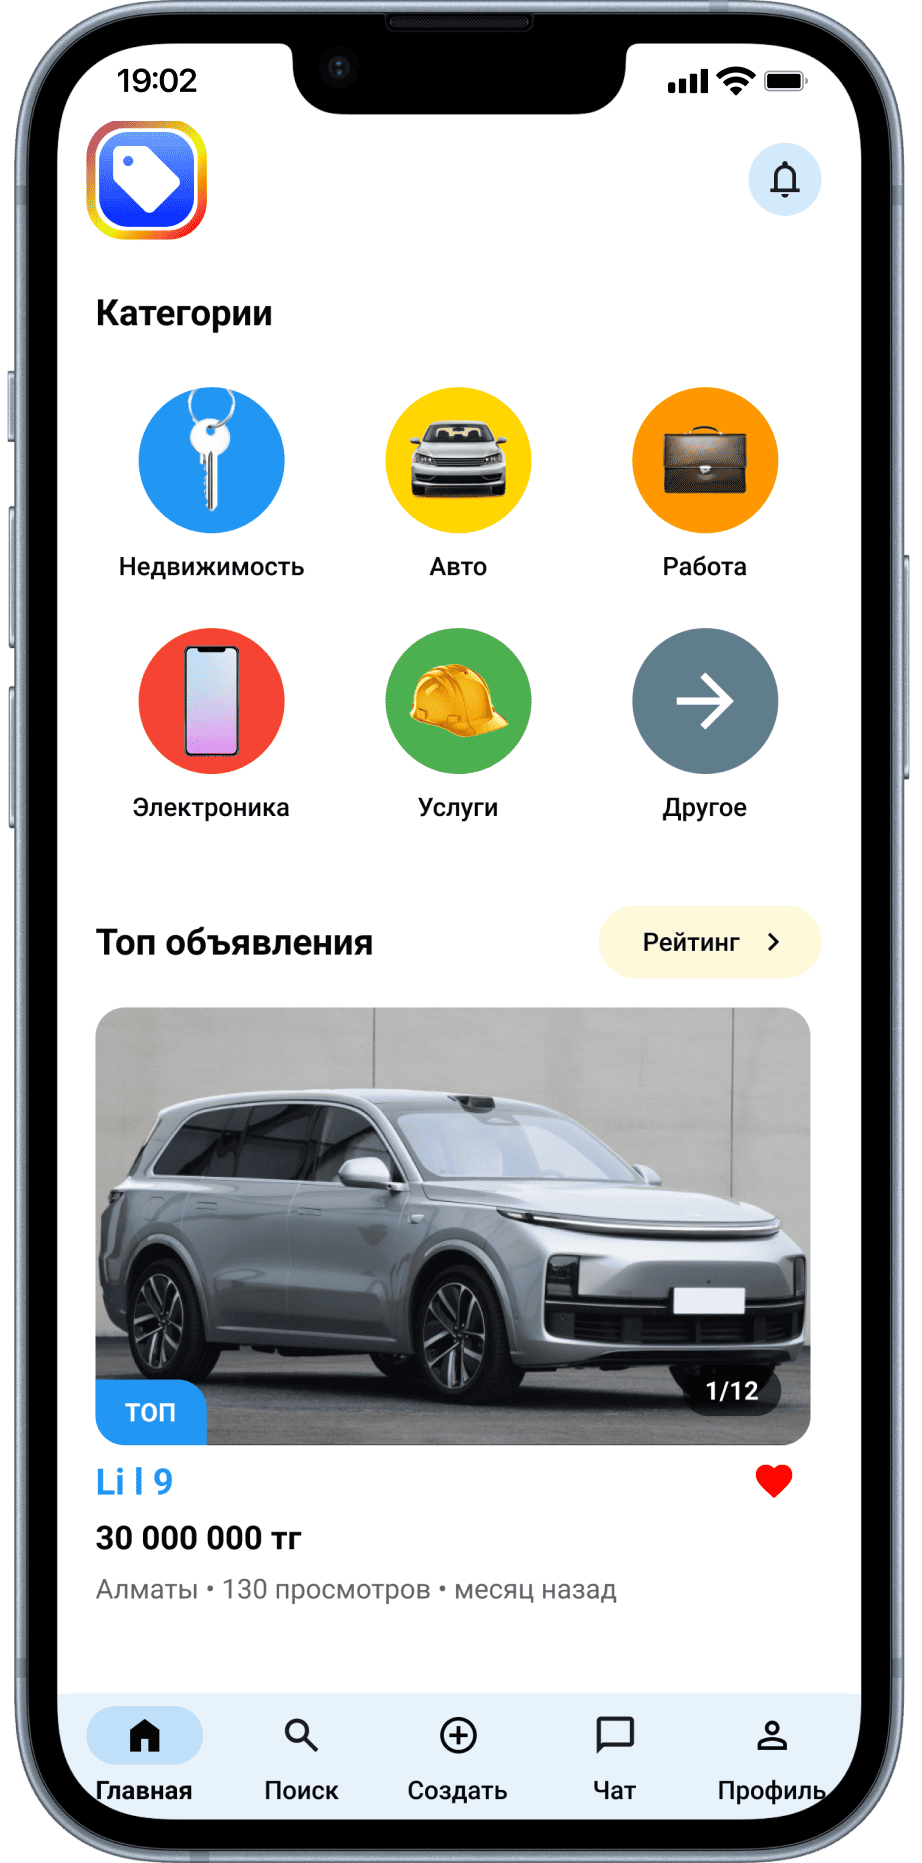 19:02
Категории
Недвижимость
Авто
Работа
Электроника
Услуги
Другое
Топ объявления
Рейтинг
1/12
ТОП
Li l 9
30 000 000 тг
Алматы • 130 просмотров • месяц назад
Главная
Поиск
Создать
Чат
Профиль